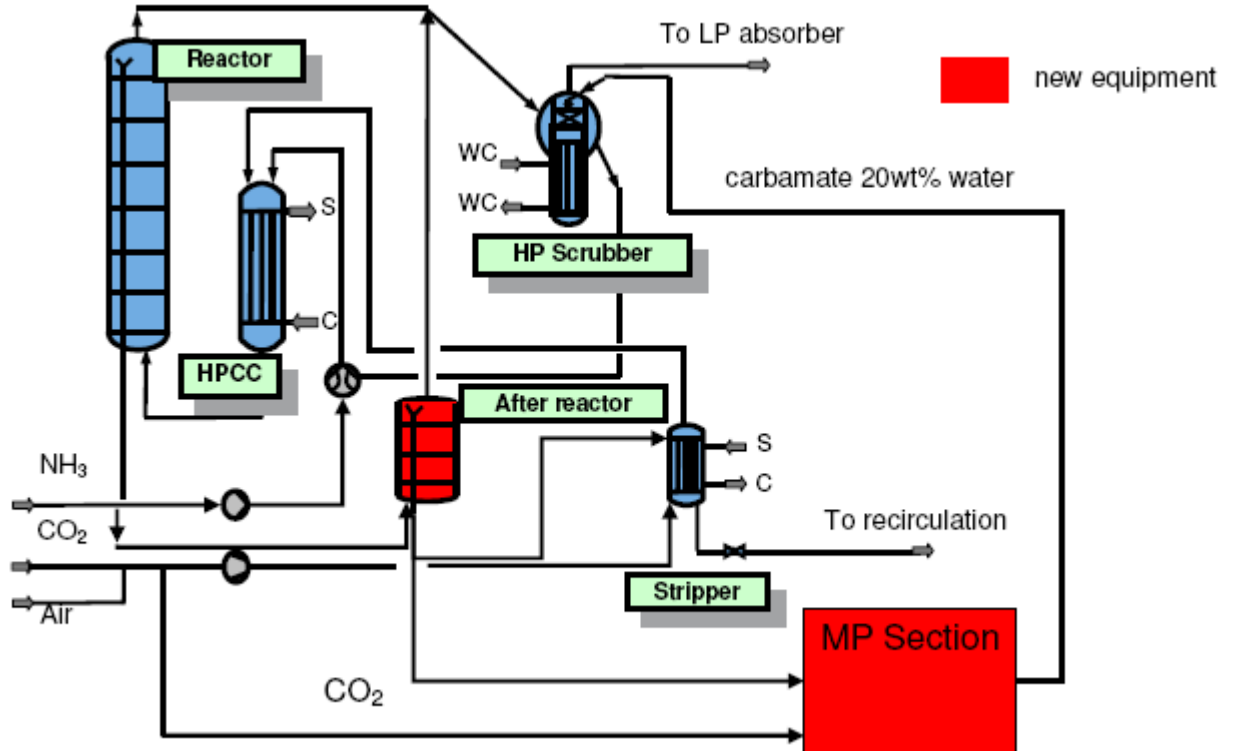 To LP absorber
Reactor
new equipment
WC
carbamate 20wt% water
S
WC
HP Scrubber
C
HPCC
After reactor
NH₃
S
C
CO₂
To recirculation
Air
Stripper
MP Section
CO₂